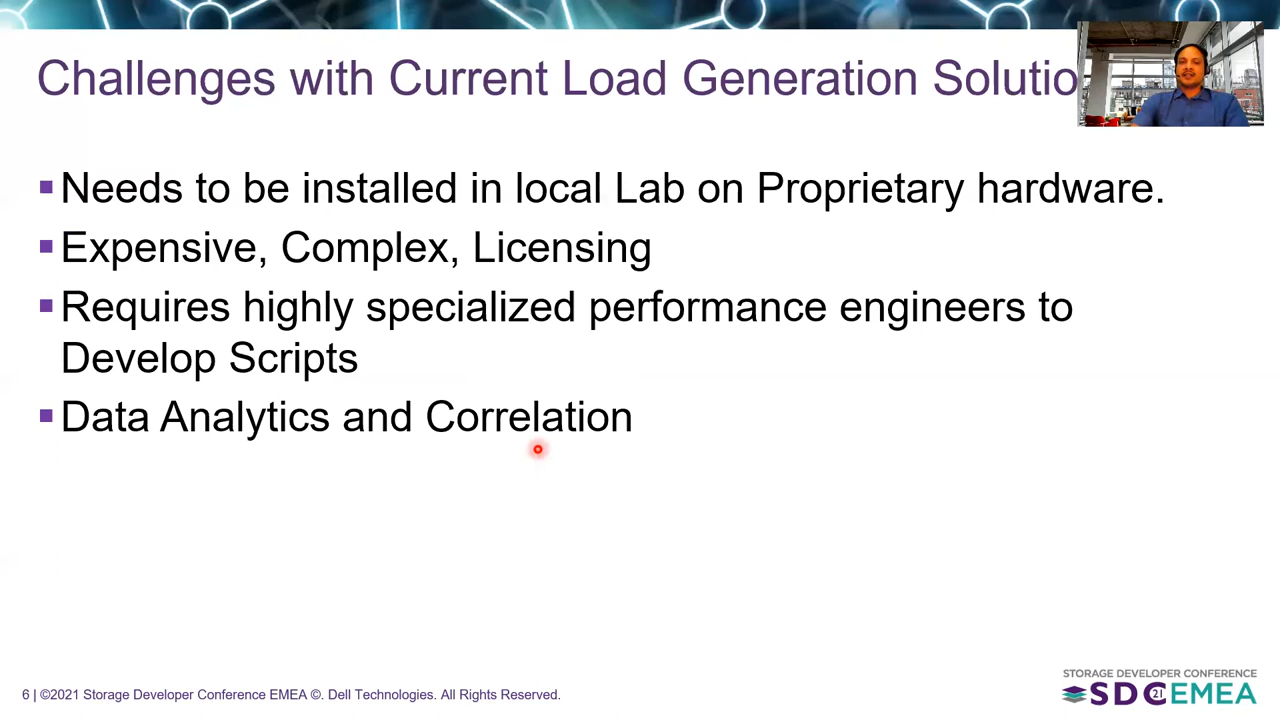 Challenges with Current Load Generation Solutio
Needs to be installed in local Lab on Proprietary hardware.
Expensive, Complex, Licensing
Requires highly specialized performance engineers to
Develop Scripts
Data Analytics and Correlation
6 | ©2021 Storage Developer Conference EMEA ©. Dell Technologies. All Rights Reserved.
STORAGE DEVELOPER CONFERENCE
SDC 21 EMEA